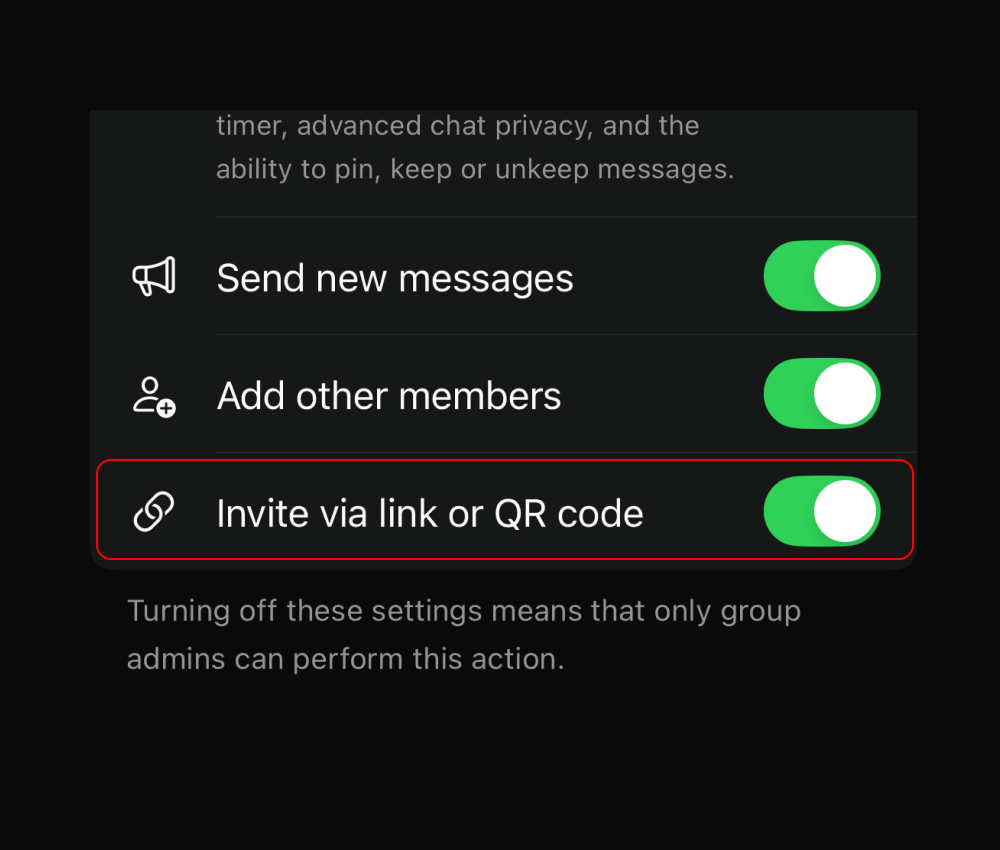 timer, advanced chat privacy, and the
ability to pin, keep or unkeep messages.
Send new messages
Add other members
Invite via link or QR code
Turning off these settings means that only group
admins can perform this action.